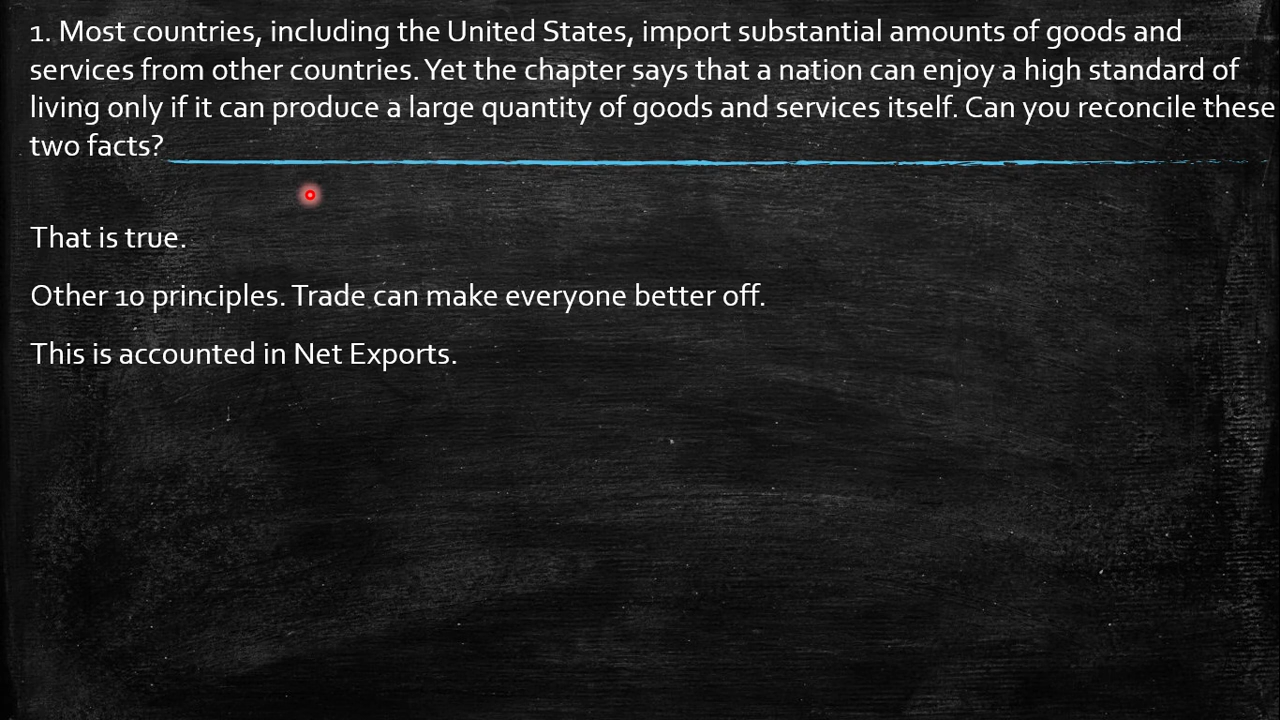 1. Most countries, including the United States, import substantial amounts of goods and
services from other countries. Yet the chapter says that a nation can enjoy a high standard of
living only if it can produce a large quantity of goods and services itself. Can you reconcile these
two facts?
That is true.
Other 10 principles. Trade can make everyone better off.
This is accounted in Net Exports.